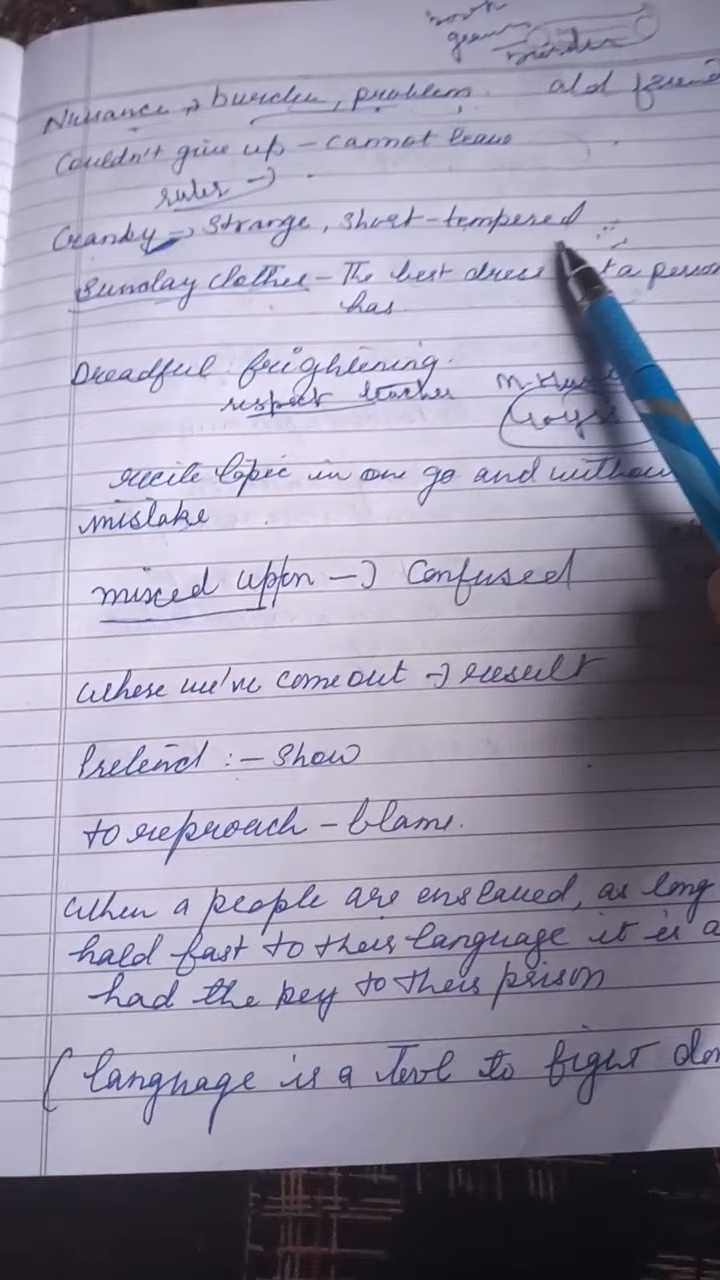 book
Nuisance → burden, problem. old friend
Couldn't give up - cannot leave
ruler →
Cranky → strange, short-tempered
Sunday clothes - The best dress a person
has
Dreadful : frightening.
respect teacher
recite topic in one go and without
mistake
mixed upon → Confused
where we've come out → result
Pretend :- show
to reproach - blame.
When a people are enslaved, as long
hold fast to their language it is a
had the key to their prison
( language is a tool to fight